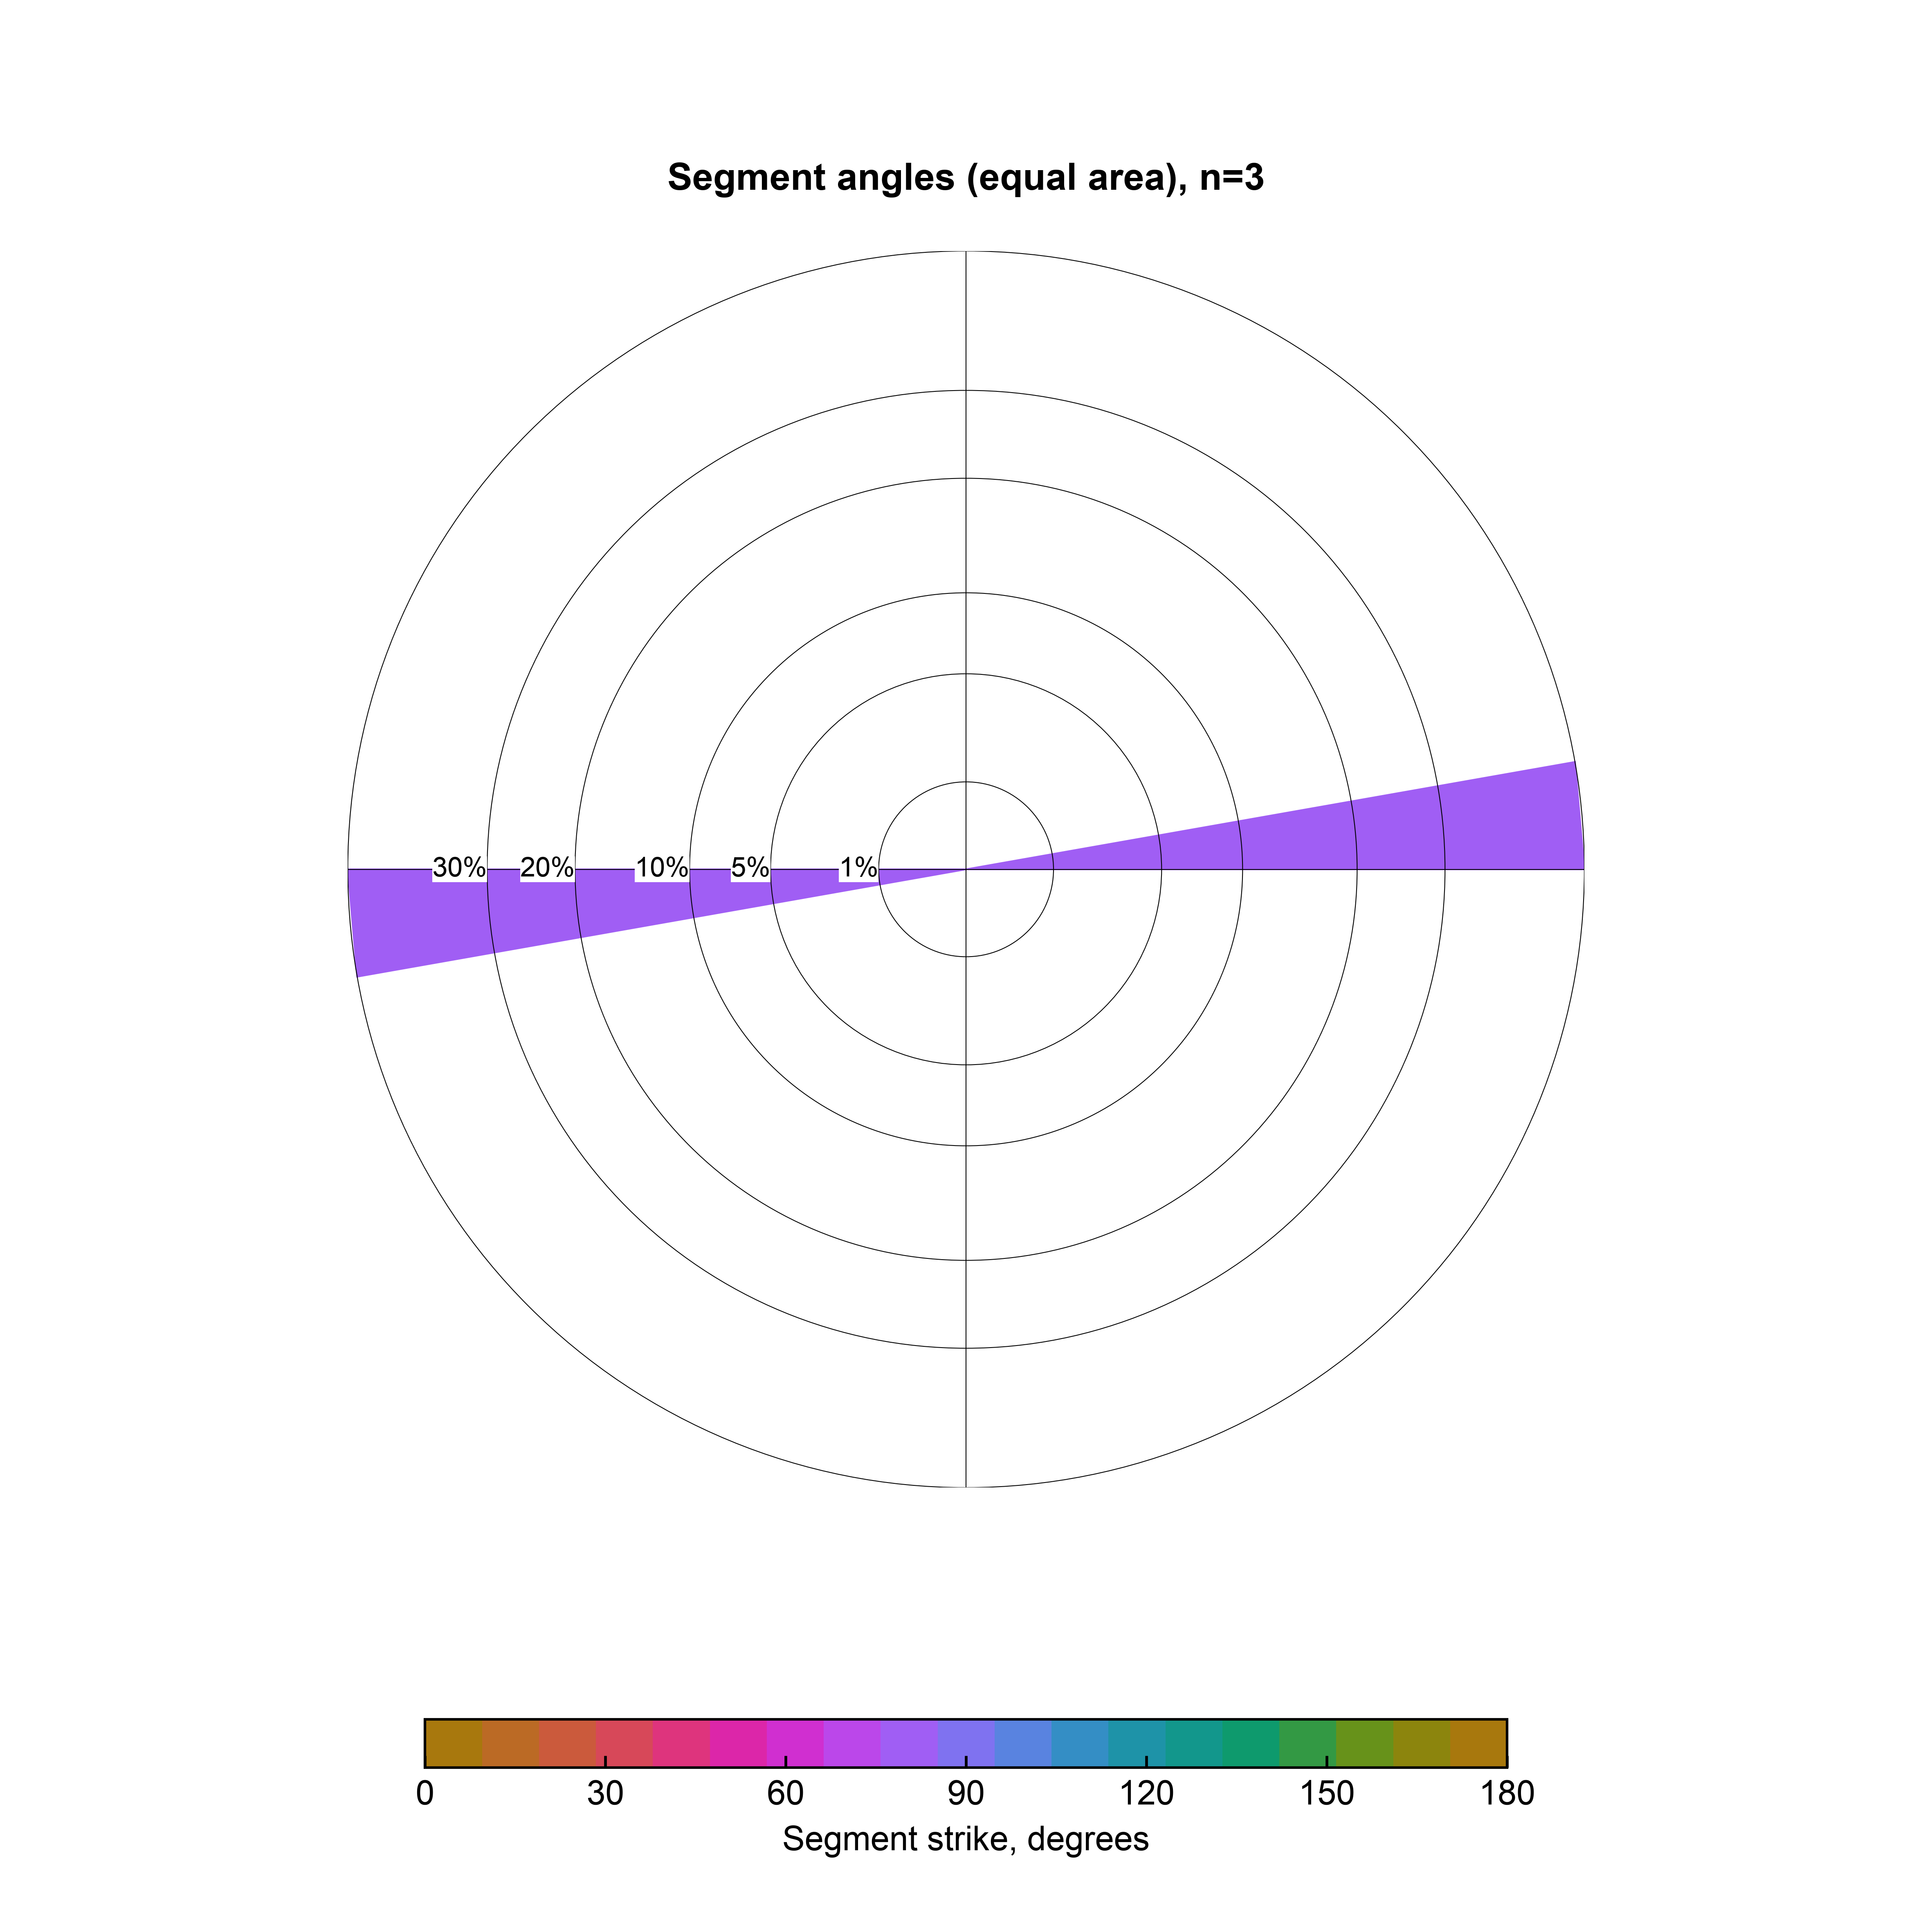 Segment angles (equal area), n=3
30% 20% 10% 5% 1%
0 30 60 90 120 150 180
Segment strike, degrees